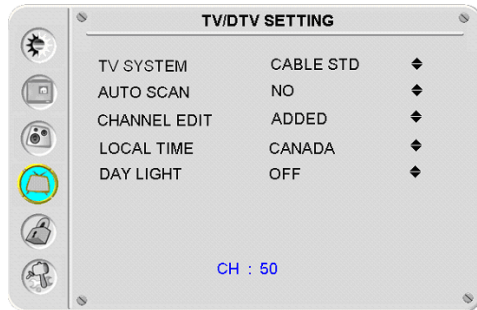 TV/DTV SETTING
TV SYSTEM CABLE STD
AUTO SCAN NO
CHANNEL EDIT ADDED
LOCAL TIME CANADA
DAY LIGHT OFF
CH : 50